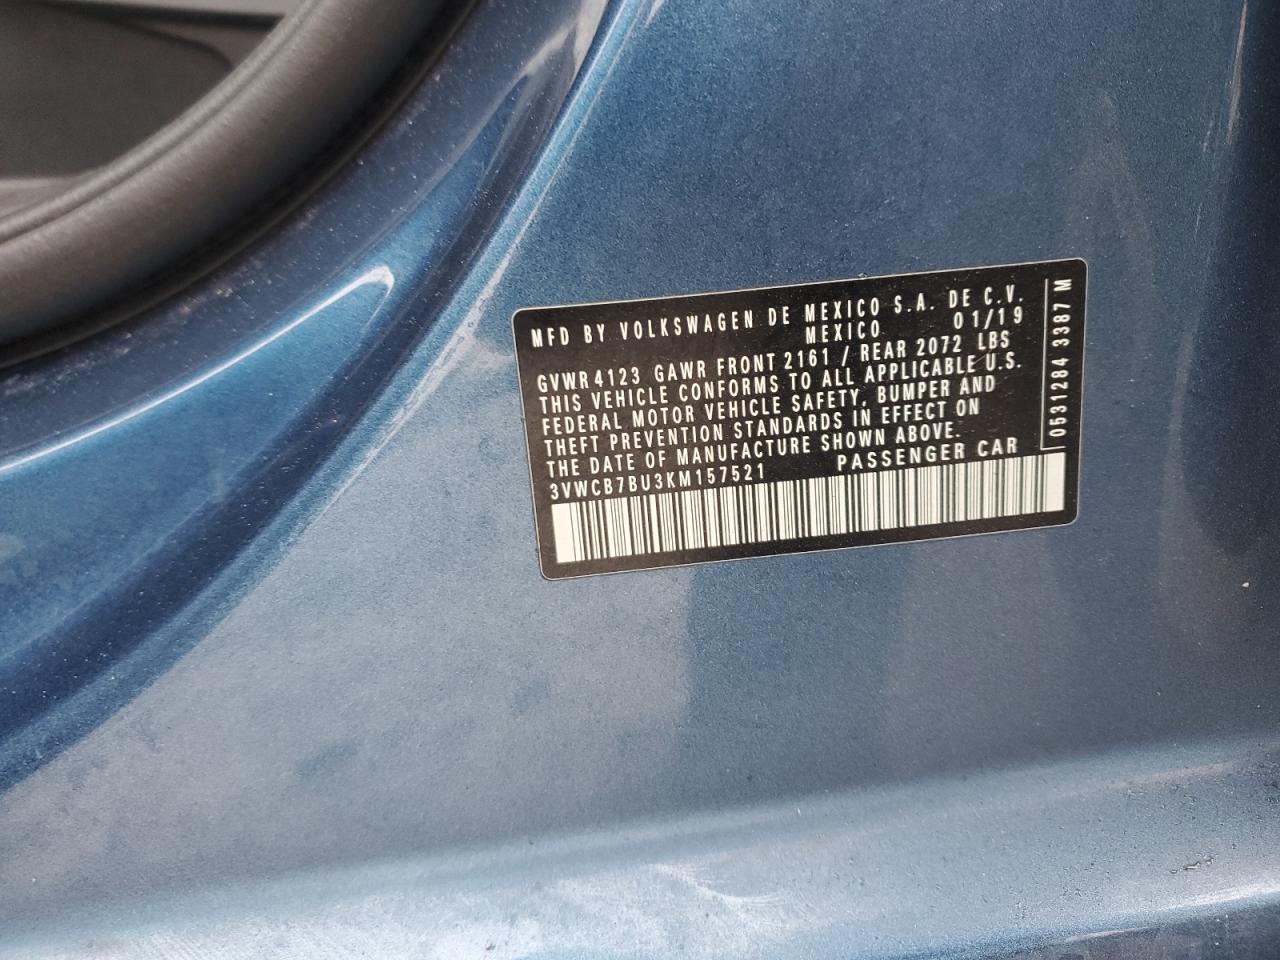 MFD BY VOLKSWAGEN DE MEXICO S.A. DE C.V.
MEXICO 01/19
GVWR 4123 GAWR FRONT 2161 / REAR 2072 LBS
THIS VEHICLE CONFORMS TO ALL APPLICABLE U.S.
FEDERAL MOTOR VEHICLE SAFETY, BUMPER AND
THEFT PREVENTION STANDARDS IN EFFECT ON
THE DATE OF MANUFACTURE SHOWN ABOVE.
3VWCB7BU3KM157521 PASSENGER CAR
0531284 3387 M